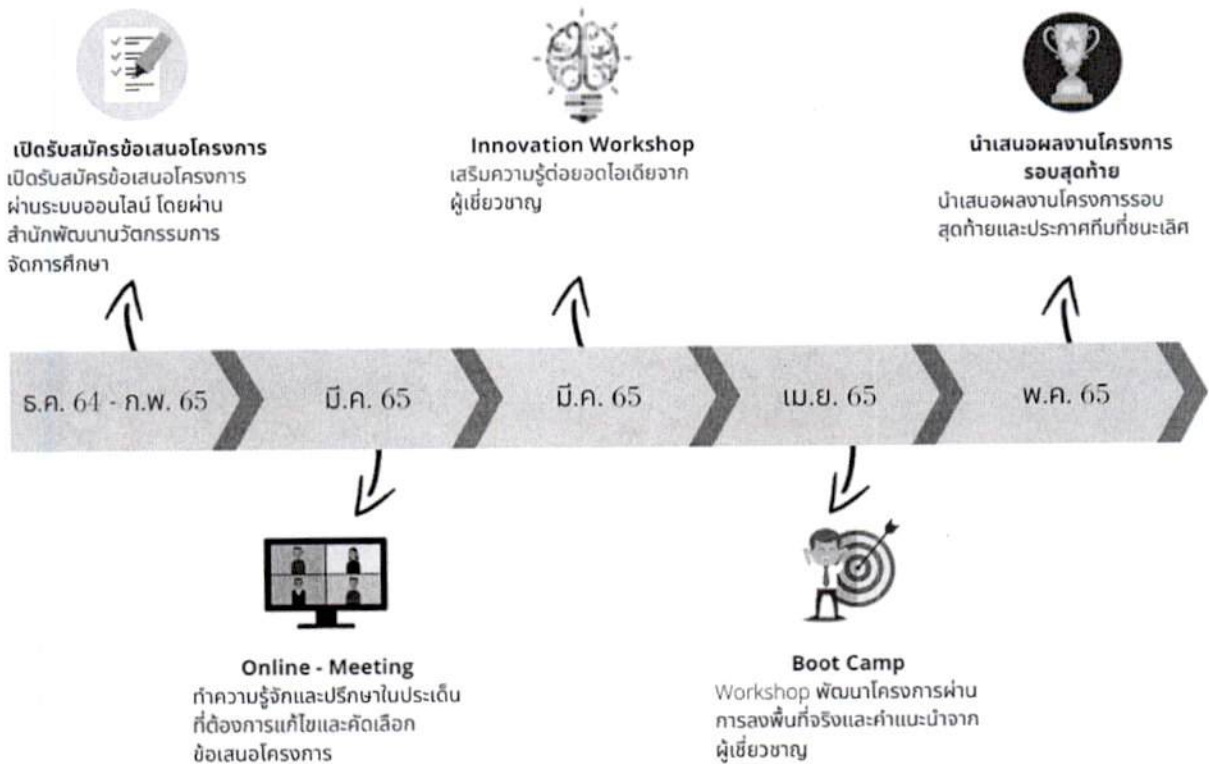 เปิดรับสมัครข้อเสนอโครงการ
เปิดรับสมัครข้อเสนอโครงการ
ผ่านระบบออนไลน์ โดยผ่าน
สำนักพัฒนานวัตกรรมการ
จัดการศึกษา
Innovation Workshop
เสริมความรู้ต่อยอดไอเดียจาก
ผู้เชี่ยวชาญ
นำเสนอผลงานโครงการ
รอบสุดท้าย
นำเสนอผลงานโครงการรอบ
สุดท้ายและประกาศทีมที่ชนะเลิศ
ธ.ค. 64 - ก.พ. 65
มี.ค. 65
มี.ค. 65
เม.ย. 65
พ.ค. 65
Online - Meeting
ทำความรู้จักและปรึกษาในประเด็น
ที่ต้องการแก้ไขและคัดเลือก
ข้อเสนอโครงการ
Boot Camp
Workshop พัฒนาโครงการผ่าน
การลงพื้นที่จริงและคำแนะนำจาก
ผู้เชี่ยวชาญ